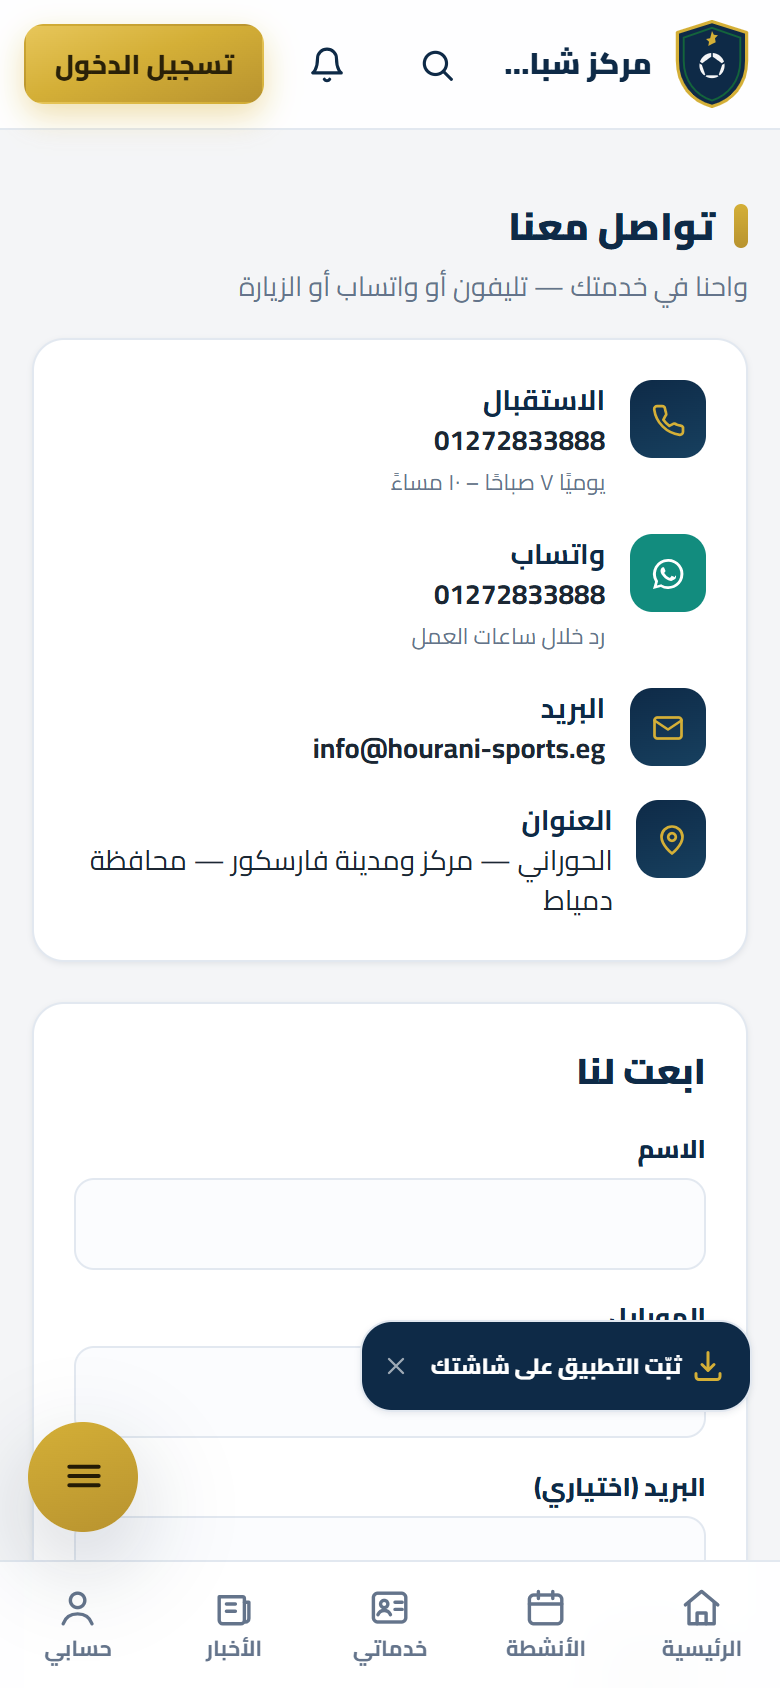 مركز شبا...
تسجيل الدخول
تواصل معنا
واحنا في خدمتك — تليفون أو واتساب أو الزيارة
الاستقبال
01272833888
يوميًا ٧ صباحًا – ١٠ مساءً
واتساب
01272833888
رد خلال ساعات العمل
البريد
info@hourani-sports.eg
العنوان
الحوراني — مركز ومدينة فارسكور — محافظة
دمياط
ابعت لنا
الاسم
الموبايل
ثبّت التطبيق على شاشتك
البريد (اختياري)
الرئيسية
الأنشطة
خدماتي
الأخبار
حسابي